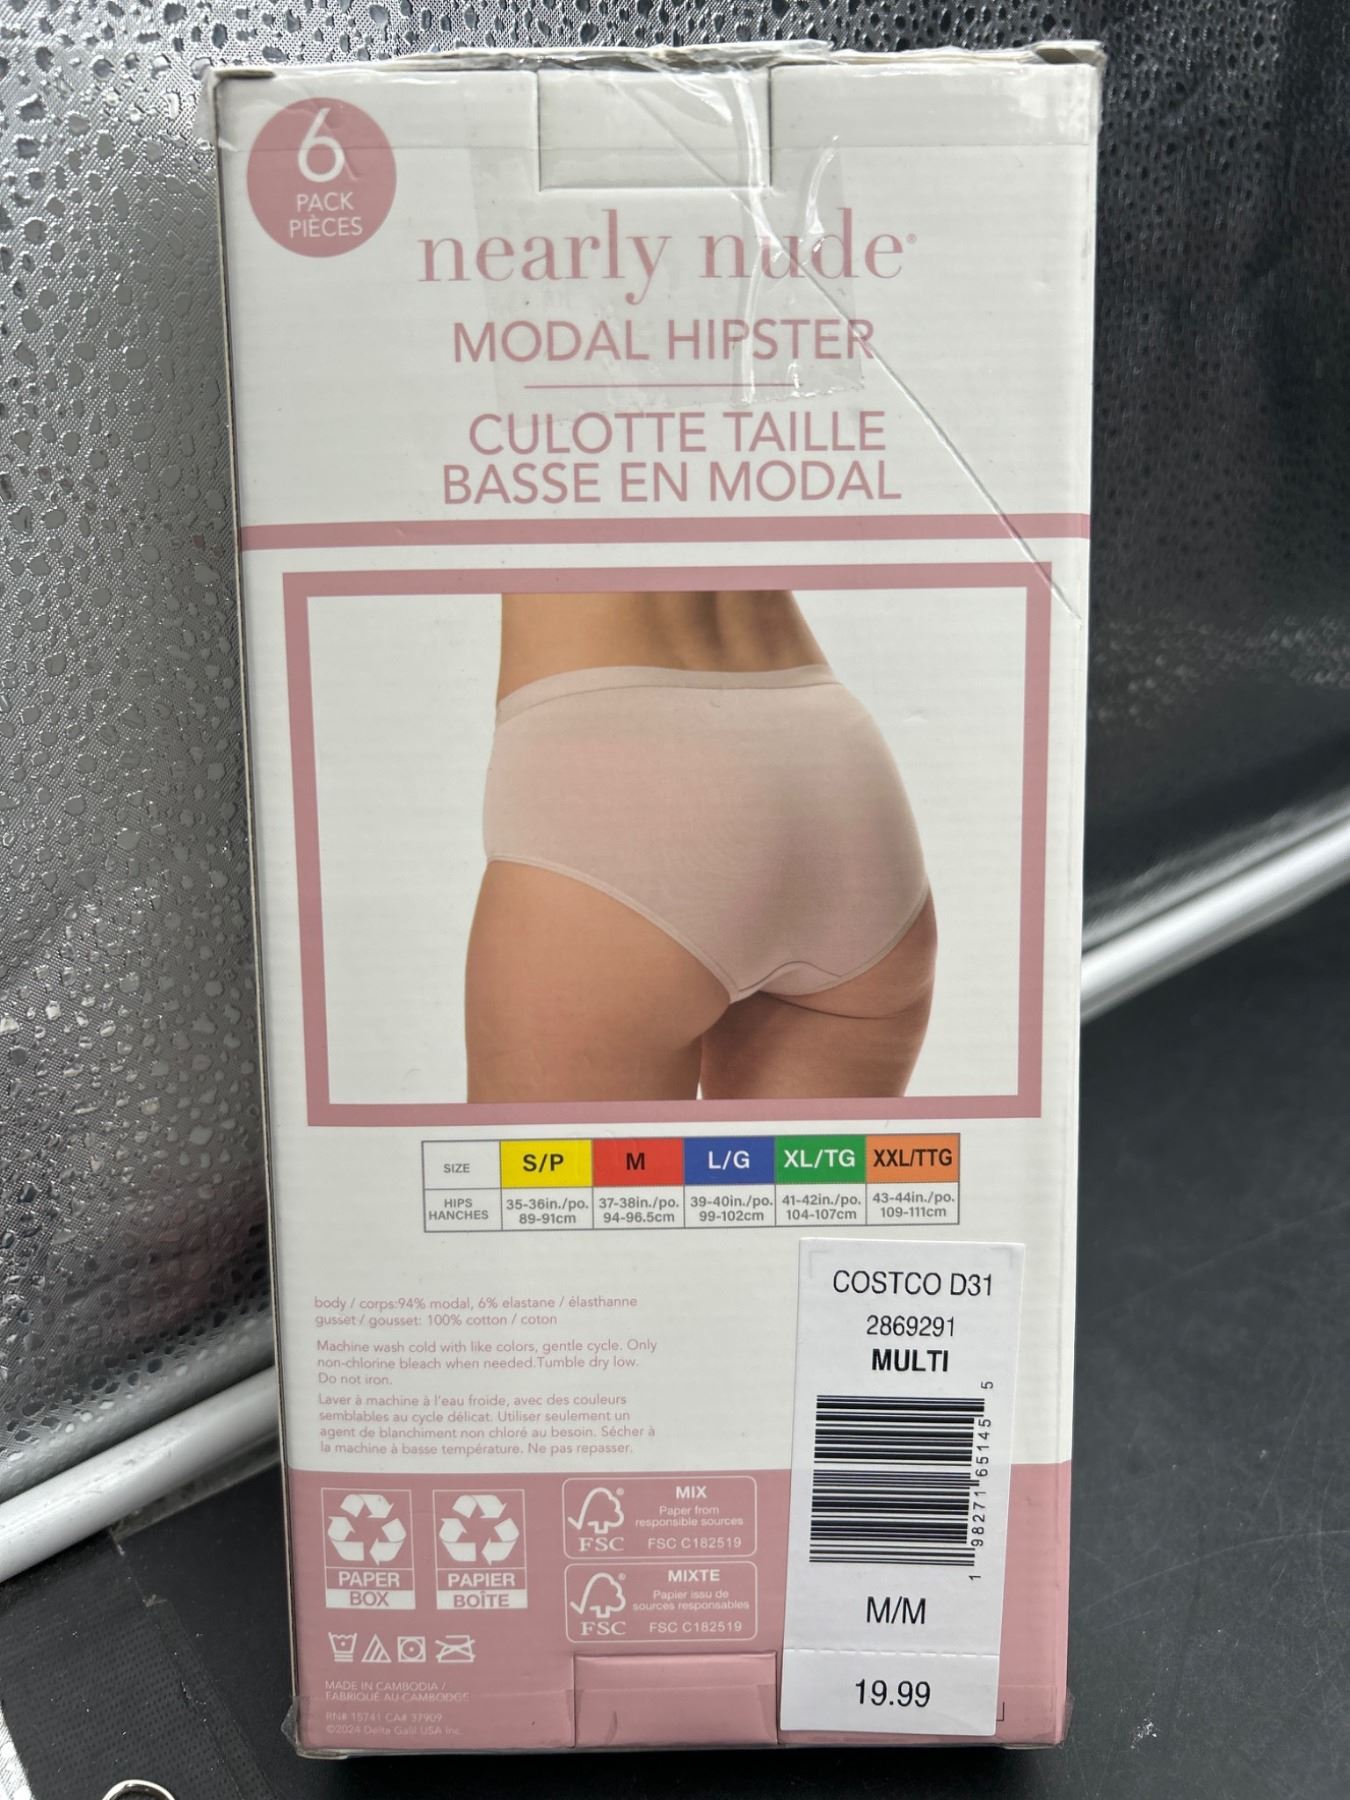 6
PACK
PIÈCES
nearly nude®
MODAL HIPSTER
CULOTTE TAILLE
BASSE EN MODAL
SIZE S/P M L/G XL/TG XXL/TTG
HIPS
HANCHES
35-36in./po.
89-91cm
37-38in./po.
94-96.5cm
39-40in./po.
99-102cm
41-42in./po.
104-107cm
43-44in./po.
109-111cm
body / corps:94% modal, 6% elastane / élasthanne
gusset / gousset: 100% cotton / coton
Machine wash cold with like colors, gentle cycle. Only
non-chlorine bleach when needed.Tumble dry low.
Do not iron.
Laver à machine à l'eau froide, avec des couleurs
semblables au cycle délicat. Utiliser seulement un
agent de blanchiment non chloré au besoin. Sécher à
la machine à basse température. Ne pas repasser.
COSTCO D31
2869291
MULTI
1 98271 65145 5
M/M
19.99
PAPER
BOX
PAPIER
BOÎTE
FSC®
MIX
Paper from
responsible sources
FSC C182519
FSC®
MIXTE
Papier issu de
sources responsables
FSC C182519
MADE IN CAMBODIA /
FABRIQUÉ AU CAMBODGE
RN# 15741 CA# 37909
©2024 Delta Galil USA Inc.